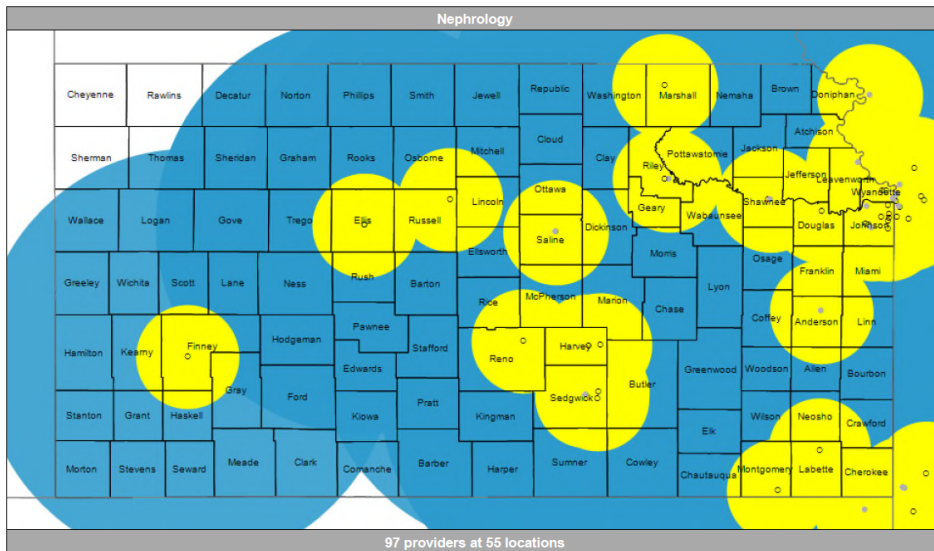 Nephrology
Cheyenne Rawlins Decatur Norton Phillips Smith Jewell Republic Washington Marshall Nemaha Brown Doniphan
Sherman Thomas Sheridan Graham Rooks Osborne Mitchell Cloud Clay Riley Pottawatomie Jackson Atchison
Jefferson Leavenworth Wyandotte
Wallace Logan Gove Trego Ellis Russell Lincoln Ottawa Saline Dickinson Geary Wabaunsee Shawnee Douglas Johnson
Greeley Wichita Scott Lane Ness Rush Barton Ellsworth Rice McPherson Marion Morris Chase Lyon Osage Franklin Miami
Hamilton Kearny Finney Hodgeman Pawnee Stafford Edwards Reno Harvey Coffey Anderson Linn
Stanton Grant Haskell Gray Ford Kiowa Pratt Kingman Sedgwick Butler Greenwood Woodson Allen Bourbon
Morton Stevens Seward Meade Clark Comanche Barber Harper Sumner Cowley Elk Chautauqua Wilson Neosho Crawford
Montgomery Labette Cherokee
97 providers at 55 locations